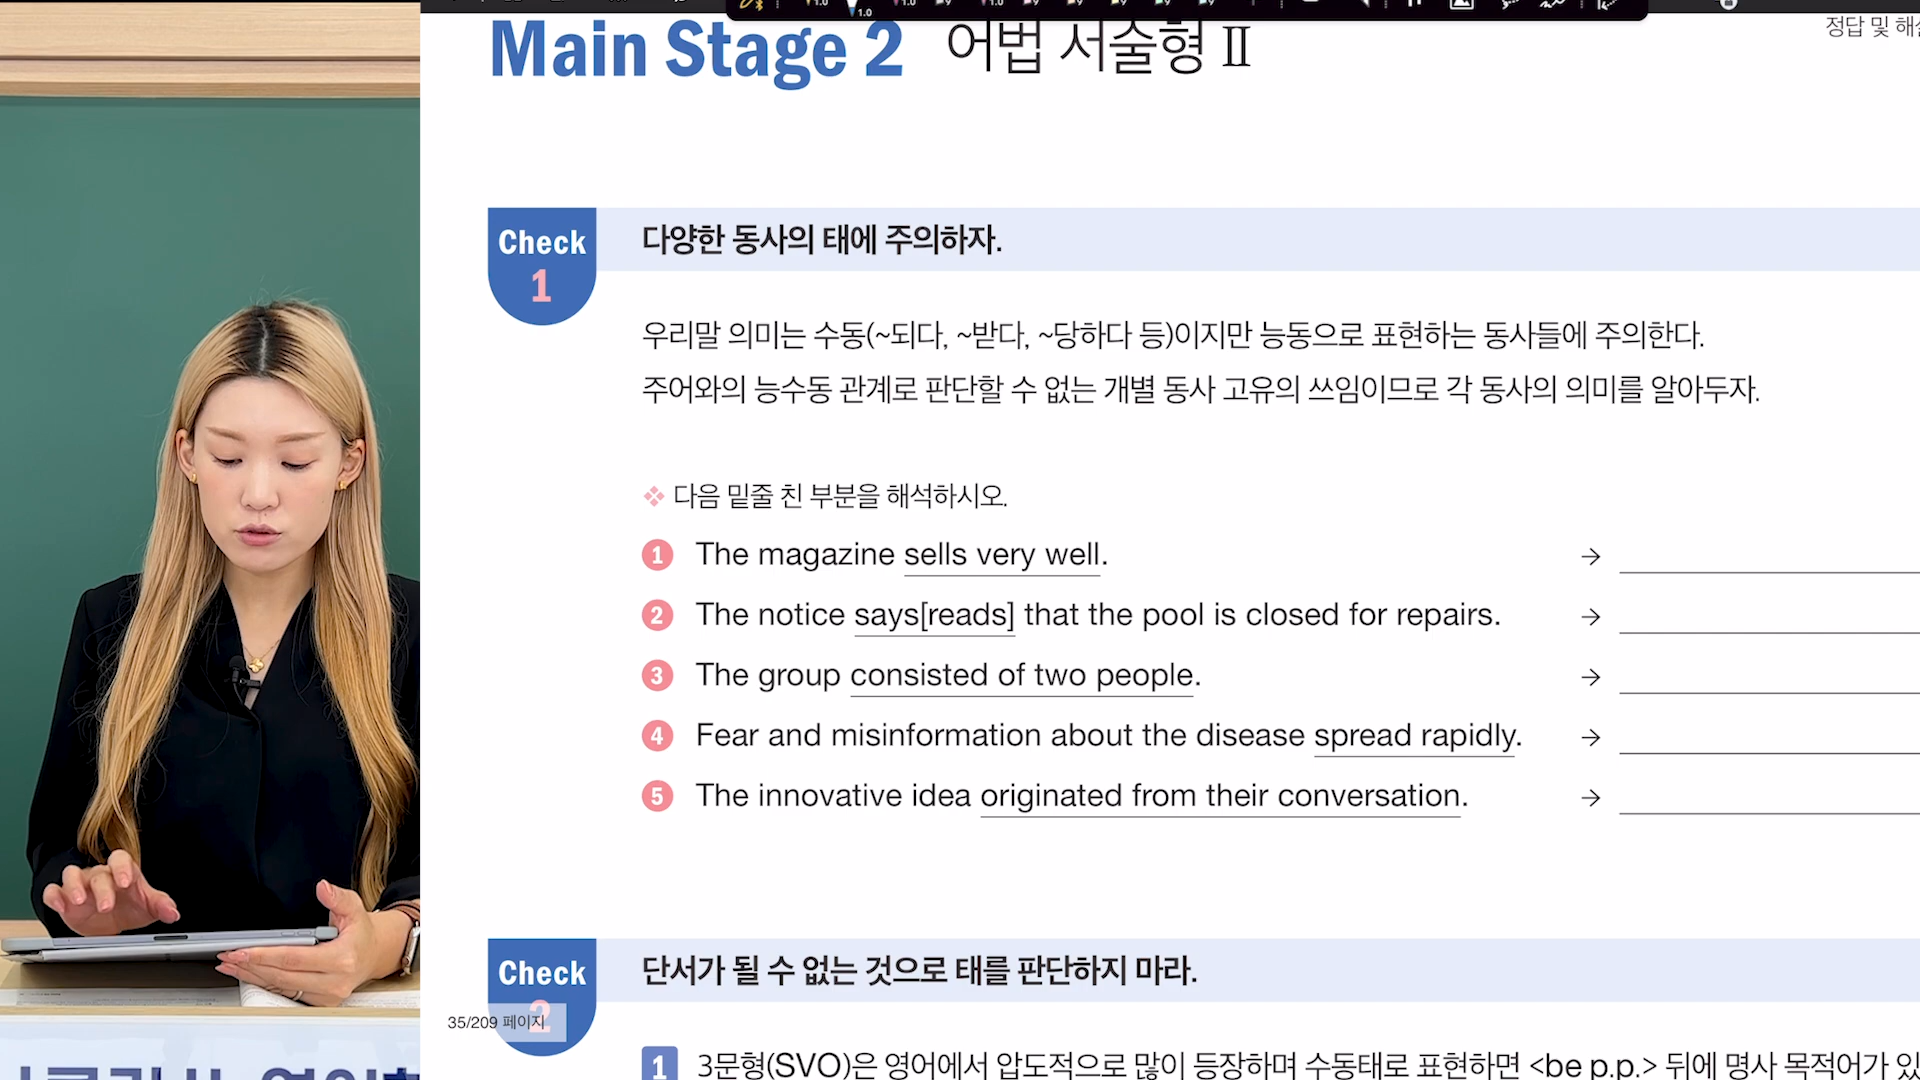 Main Stage 2 어법 서술형 II
정답 및 해설
Check 1
다양한 동사의 태에 주의하자.
우리말 의미는 수동(~되다, ~받다, ~당하다 등)이지만 능동으로 표현하는 동사들에 주의한다.
주어와의 능수동 관계로 판단할 수 없는 개별 동사 고유의 쓰임이므로 각 동사의 의미를 알아두자.
❖ 다음 밑줄 친 부분을 해석하시오.
1 The magazine sells very well. →
2 The notice says[reads] that the pool is closed for repairs. →
3 The group consisted of two people. →
4 Fear and misinformation about the disease spread rapidly. →
5 The innovative idea originated from their conversation. →
Check 2
단서가 될 수 없는 것으로 태를 판단하지 마라.
35/209 페이지
1 3문형(SVO)은 영어에서 압도적으로 많이 등장하며 수동태로 표현하면 <be p.p.> 뒤에 명사 목적어가 있